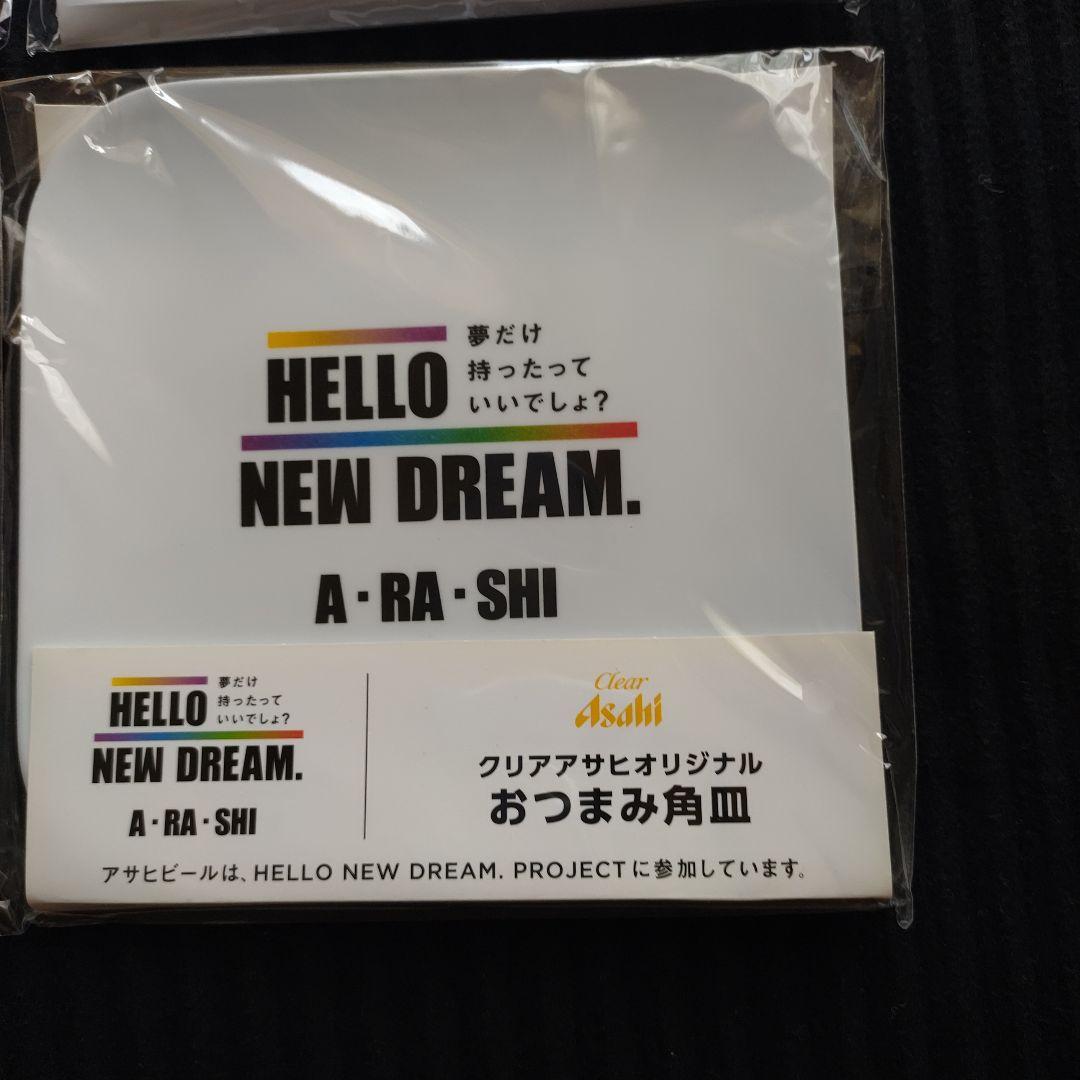 夢だけ
HELLO 持ったって
いいでしょ?
NEW DREAM.
A・RA・SHI
夢だけ
HELLO 持ったって
いいでしょ?
NEW DREAM.
A・RA・SHI
Clear
Asahi
クリアアサヒオリジナル
おつまみ角皿
アサヒビールは、HELLO NEW DREAM. PROJECTに参加しています。